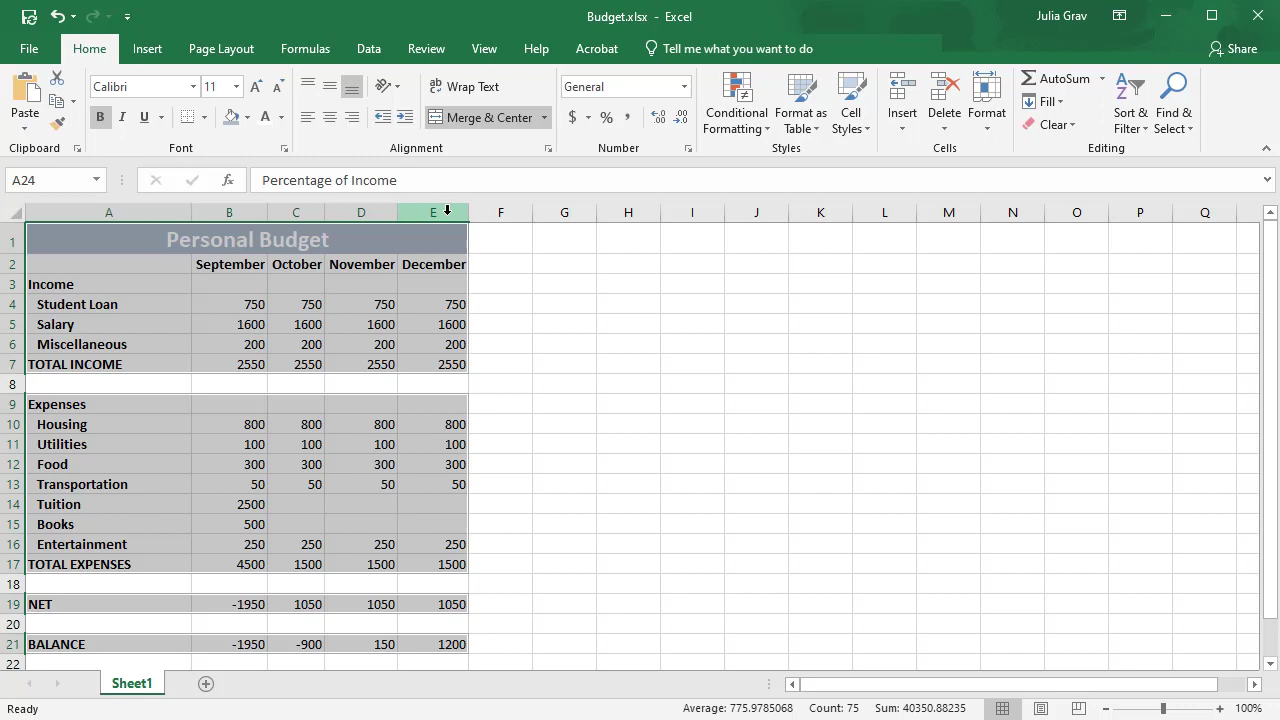 Budget.xlsx - Excel
Julia Grav
File Home Insert Page Layout Formulas Data Review View Help Acrobat Tell me what you want to do Share
Paste
Clipboard
Calibri 11
B I U A
Font
Wrap Text
Merge & Center
Alignment
General
$ % ,
Number
Conditional Formatting
Format as Table
Cell Styles
Styles
Insert
Delete
Format
Cells
AutoSum
Fill
Clear
Sort & Filter
Find & Select
Editing
A24 fx Percentage of Income
A B C D E F G H I J K L M N O P Q
1 Personal Budget
2 September October November December
3 Income
4 Student Loan 750 750 750 750
5 Salary 1600 1600 1600 1600
6 Miscellaneous 200 200 200 200
7 TOTAL INCOME 2550 2550 2550 2550
8
9 Expenses
10 Housing 800 800 800 800
11 Utilities 100 100 100 100
12 Food 300 300 300 300
13 Transportation 50 50 50 50
14 Tuition 2500
15 Books 500
16 Entertainment 250 250 250 250
17 TOTAL EXPENSES 4500 1500 1500 1500
18
19 NET -1950 1050 1050 1050
20
21 BALANCE -1950 -900 150 1200
22
Sheet1
Ready Average: 775.9785068 Count: 75 Sum: 40350.88235 100%